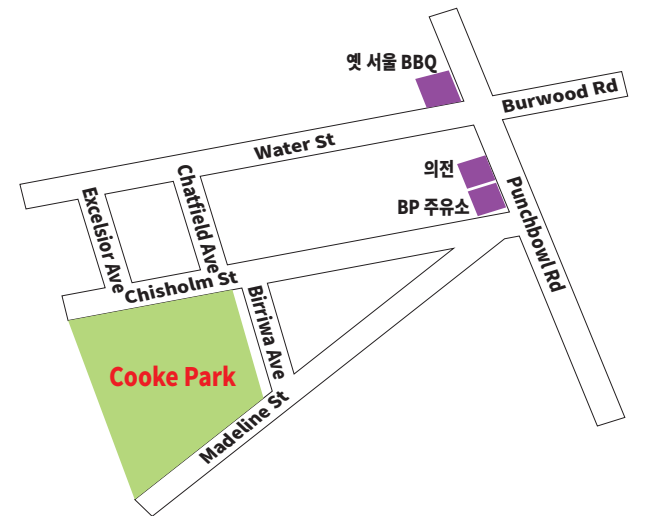 옛 서울 BBQ
Burwood Rd
Water St
의전
BP 주유소
Punchbowl Rd
Chatfield Ave
Excelsior Ave
Chisholm St
Birriwa Ave
Cooke Park
Madeline St